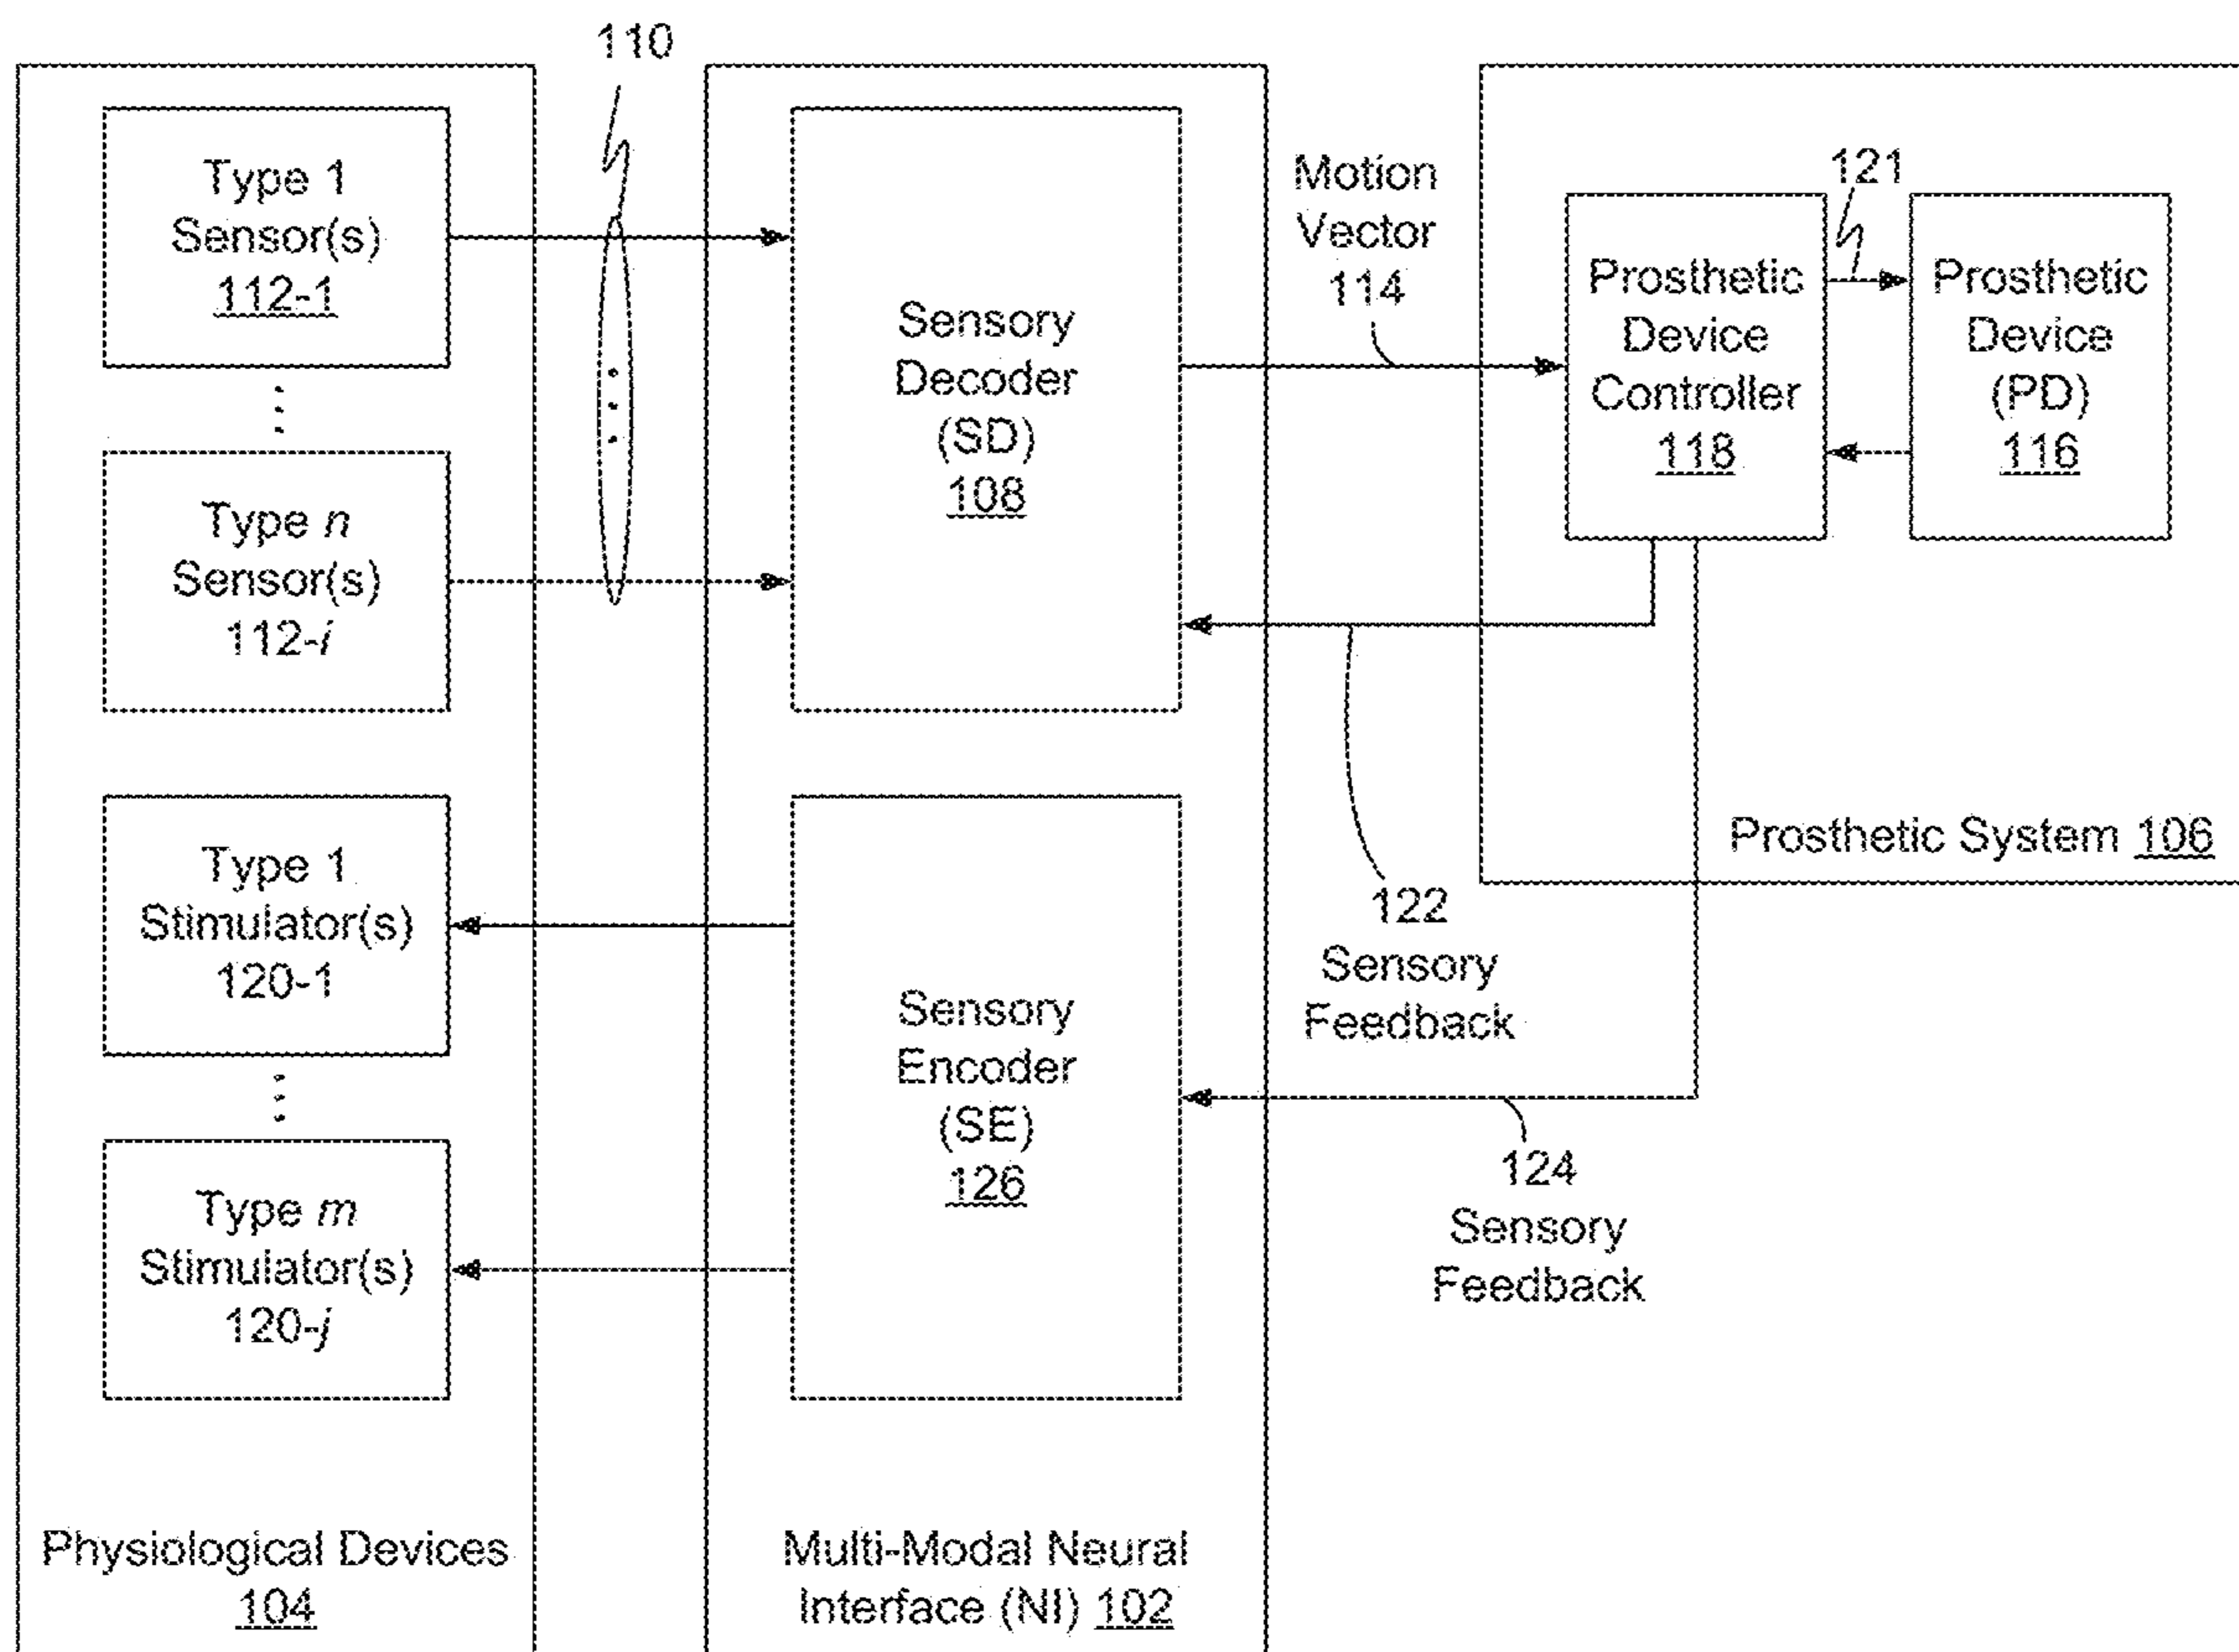 110
Type 1
Sensor(s)
112-1
Type n
Sensor(s)
112-i
Type 1
Stimulator(s)
120-1
Type m
Stimulator(s)
120-j
Physiological Devices
104
Sensory
Decoder
(SD)
108
Sensory
Encoder
(SE)
126
Multi-Modal Neural
Interface (NI) 102
Motion
Vector
114
122
Sensory
Feedback
124
Sensory
Feedback
121
Prosthetic
Device
Controller
118
Prosthetic
Device
(PD)
116
Prosthetic System 106